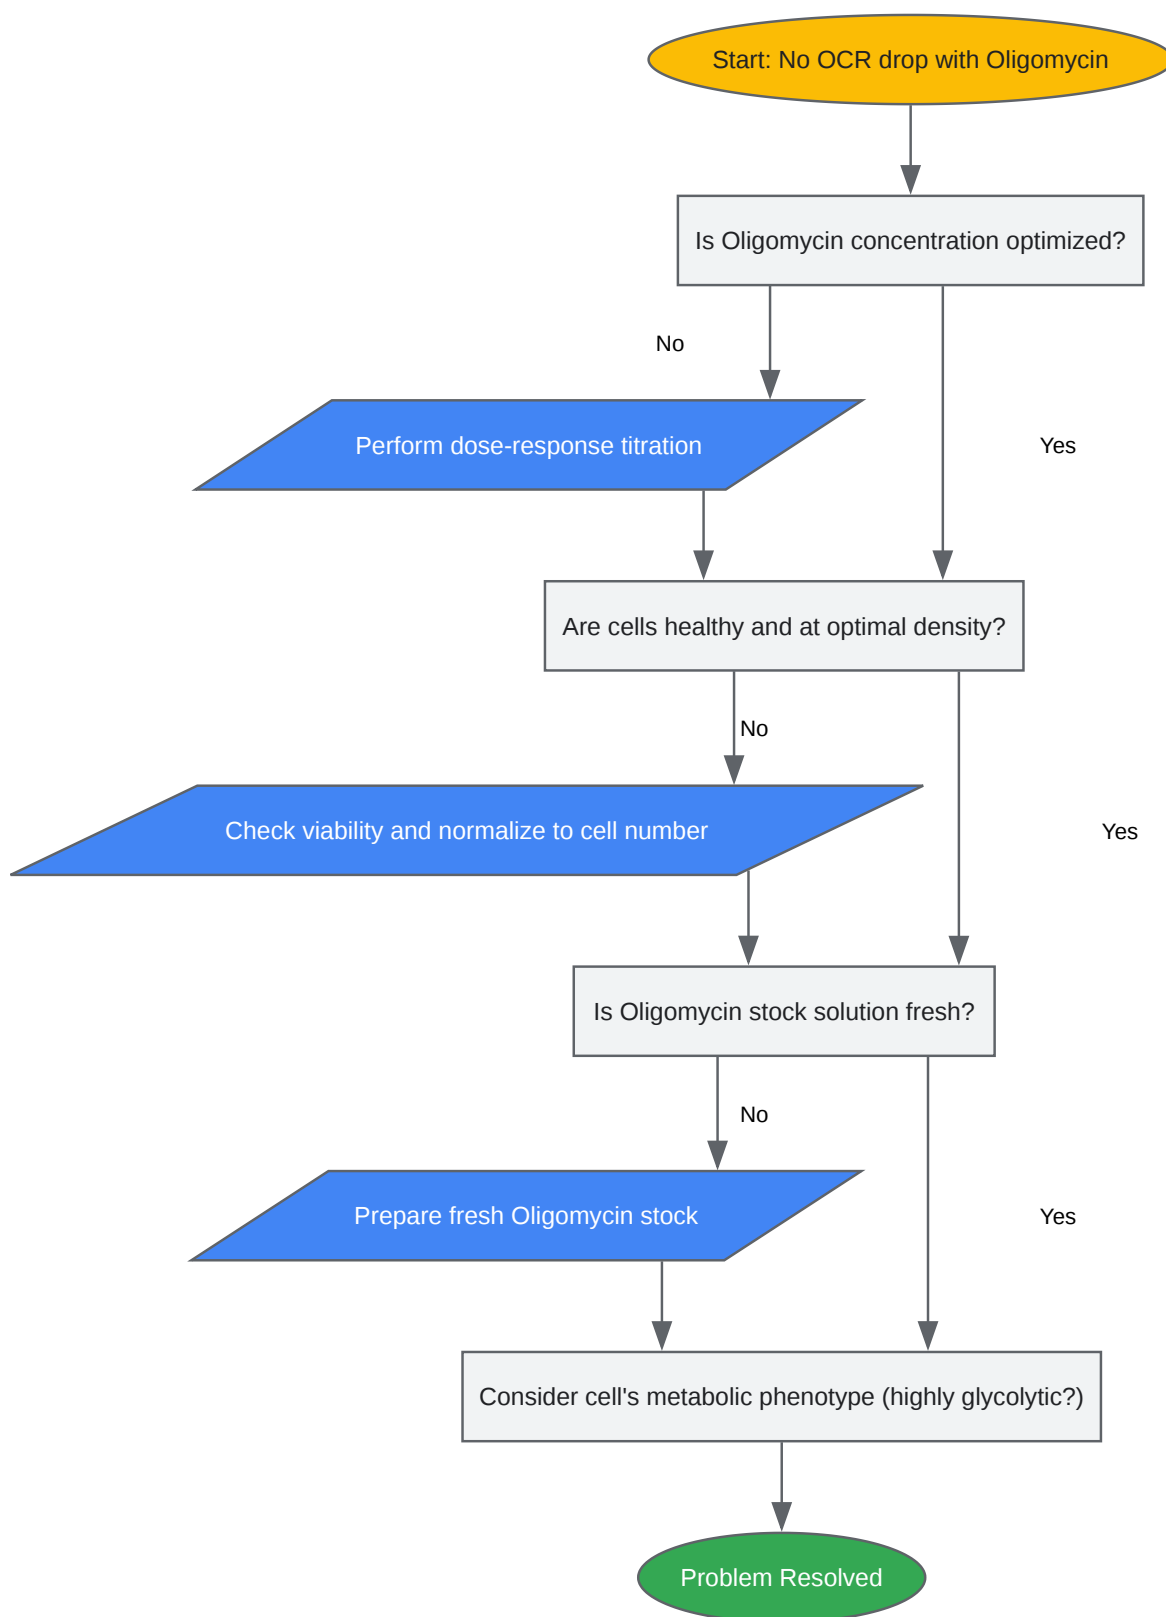 Start: No OCR drop with Oligomycin
Is Oligomycin concentration optimized?
No
Perform dose-response titration
Yes
Are cells healthy and at optimal density?
No
Check viability and normalize to cell number
Yes
Is Oligomycin stock solution fresh?
No
Prepare fresh Oligomycin stock
Yes
Consider cell's metabolic phenotype (highly glycolytic?)
Problem Resolved